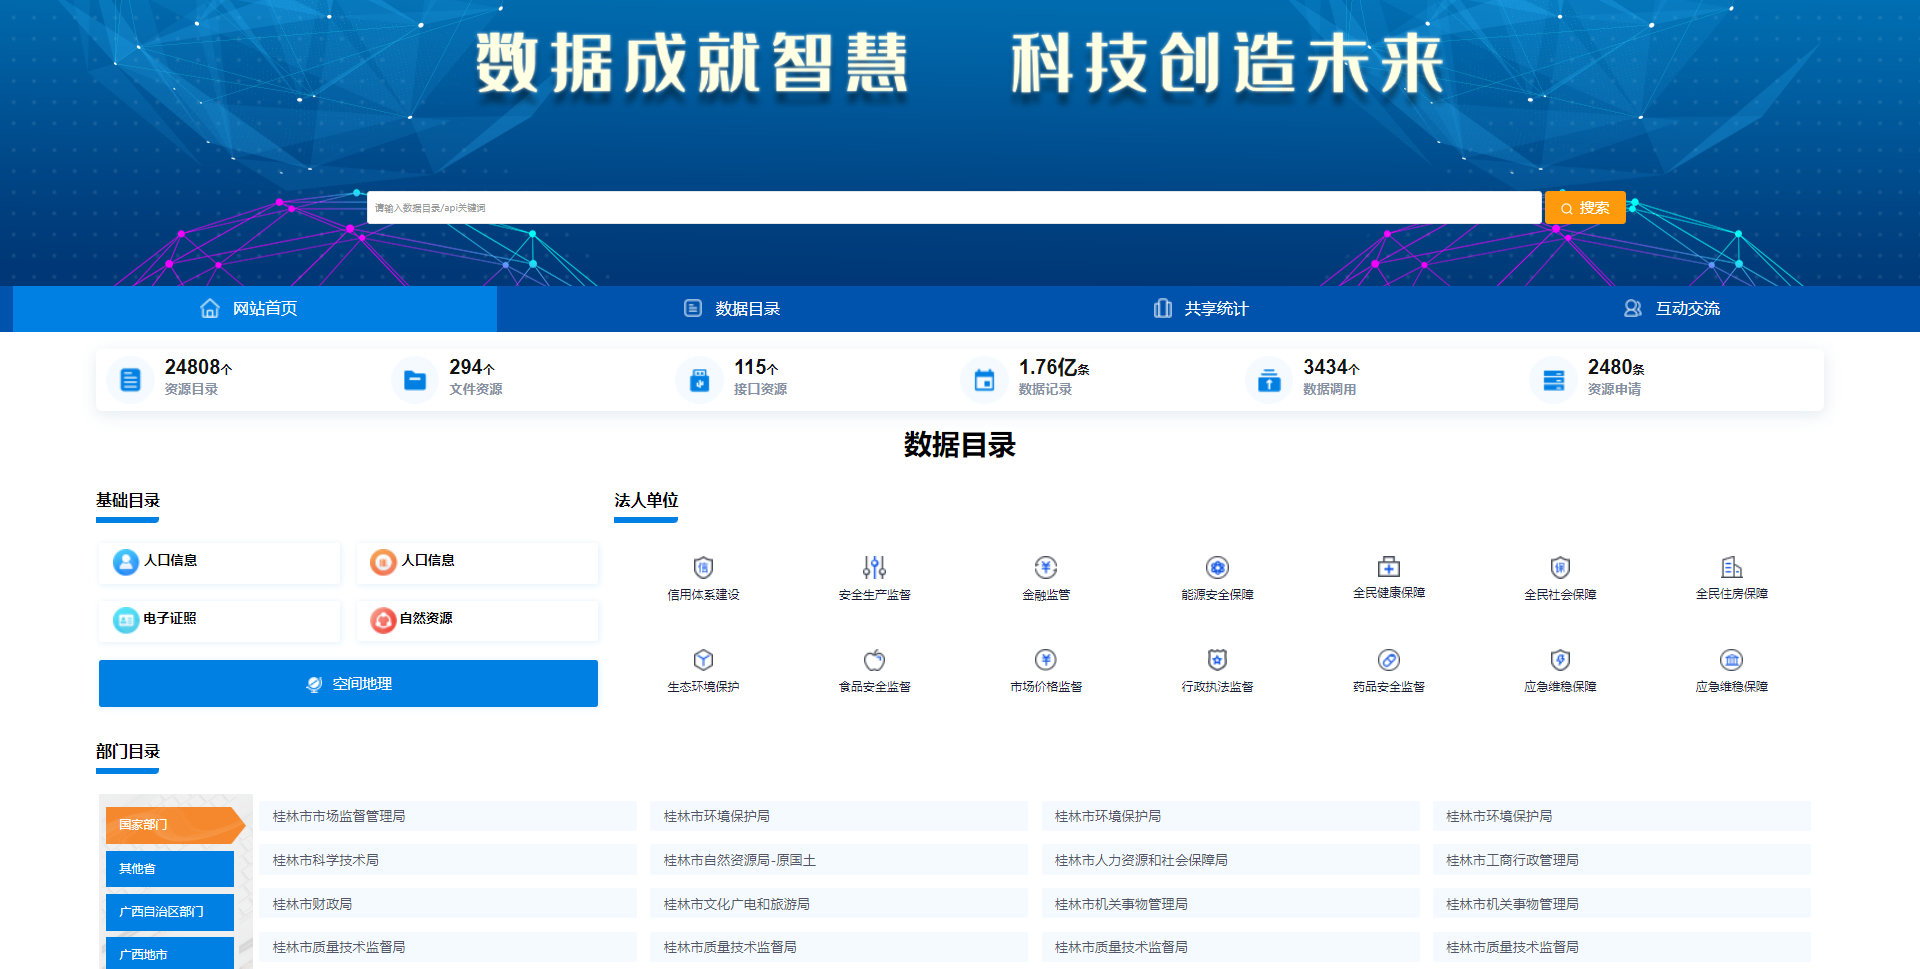 数据成就智慧 科技创造未来
请输入数据目录/api关键词
搜索
网站首页 数据目录 共享统计 互动交流
24808个 294个 115个 1.76亿条 3434个 2480条
资源目录 文件资源 接口资源 数据记录 数据调用 资源申请
数据目录
基础目录
人口信息 人口信息
电子证照 自然资源
空间地理
法人单位
信用体系建设 安全生产监督 金融监管 能源安全保障 全民健康保障 全民社会保障 全民住房保障
生态环境保护 食品安全监督 市场价格监督 行政执法监督 药品安全监督 应急维稳保障 应急维稳保障
部门目录
国家部门
其他省
广西自治区部门
广西地市
桂林市市场监督管理局 桂林市环境保护局 桂林市环境保护局 桂林市环境保护局
桂林市科学技术局 桂林市自然资源局-原国土 桂林市人力资源和社会保障局 桂林市工商行政管理局
桂林市财政局 桂林市文化广电和旅游局 桂林市机关事物管理局 桂林市机关事物管理局
桂林市质量技术监督局 桂林市质量技术监督局 桂林市质量技术监督局 桂林市质量技术监督局